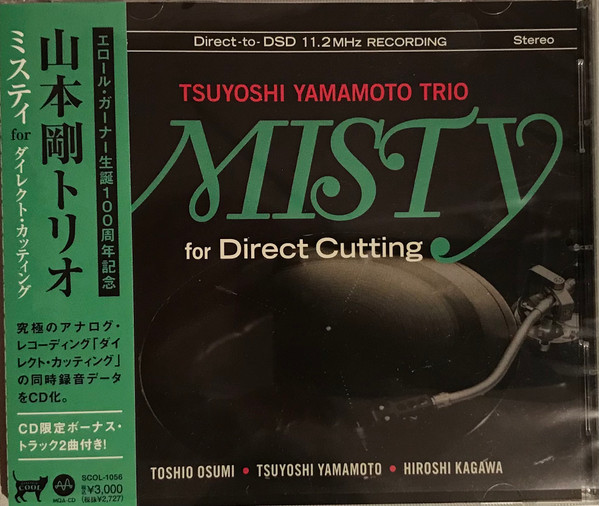 エロール・ガーナー生誕100周年記念
山本剛トリオ
ミスティ for ダイレクト・カッティング
究極のアナログ・
レコーディング「ダイ
レクト・カッティング」
の同時録音データ
をCD化。
CD限定ボーナス・
トラック2曲付き!
COOL
MQA-CD
SCOL-1056
税込¥3,000
(税抜¥2,727)
Direct-to-DSD 11.2MHz RECORDING
Stereo
TSUYOSHI YAMAMOTO TRIO
MISTY
for Direct Cutting
TOSHIO OSUMI • TSUYOSHI YAMAMOTO • HIROSHI KAGAWA